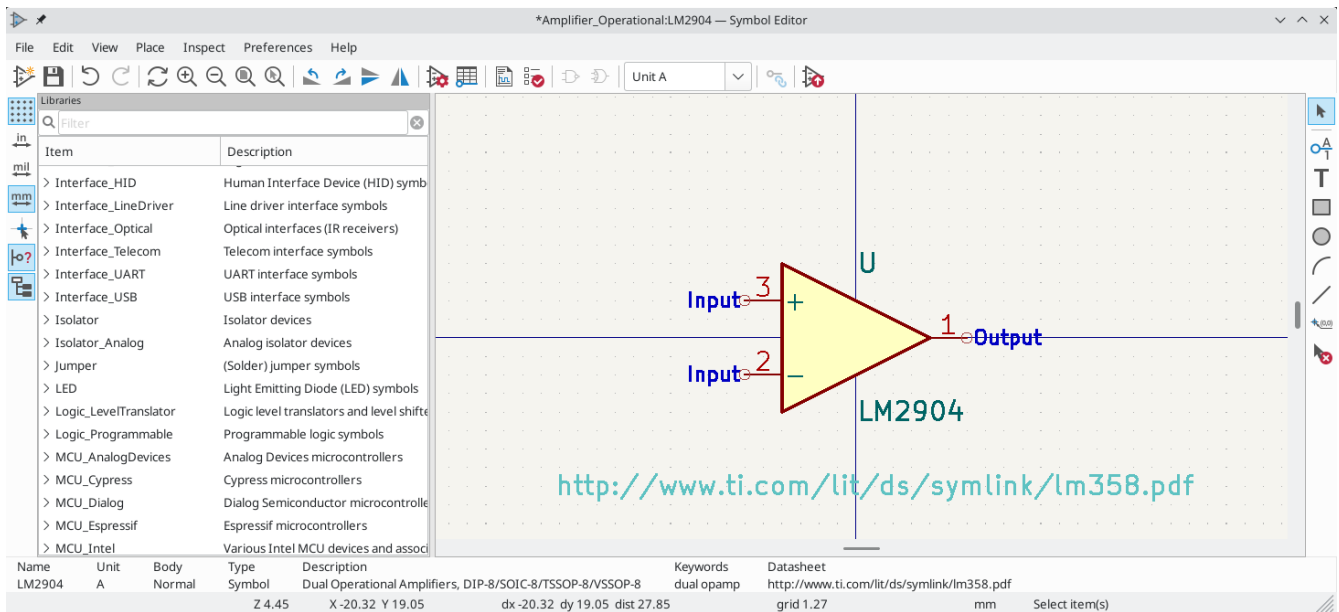 *Amplifier_Operational:LM2904 — Symbol Editor
File Edit View Place Inspect Preferences Help
Unit A
Libraries
Filter
Item Description
Interface_HID Human Interface Device (HID) symb
Interface_LineDriver Line driver interface symbols
Interface_Optical Optical interfaces (IR receivers)
Interface_Telecom Telecom interface symbols
Interface_UART UART interface symbols
Interface_USB USB interface symbols
Isolator Isolator devices
Isolator_Analog Analog isolator devices
Jumper (Solder) jumper symbols
LED Light Emitting Diode (LED) symbols
Logic_LevelTranslator Logic level translators and level shifte
Logic_Programmable Programmable logic symbols
MCU_AnalogDevices Analog Devices microcontrollers
MCU_Cypress Cypress microcontrollers
MCU_Dialog Dialog Semiconductor microcontrolle
MCU_Espressif Espressif microcontrollers
MCU_Intel Various Intel MCU devices and associ
in
mil
mm
U
Input 3 +
1 Output
Input 2 −
LM2904
http://www.ti.com/lit/ds/symlink/lm358.pdf
A
1
T
(0,0)
Name Unit Body Type Description Keywords Datasheet
LM2904 A Normal Symbol Dual Operational Amplifiers, DIP-8/SOIC-8/TSSOP-8/VSSOP-8 dual opamp http://www.ti.com/lit/ds/symlink/lm358.pdf
Z 4.45 X -20.32 Y 19.05 dx -20.32 dy 19.05 dist 27.85 grid 1.27 mm Select item(s)